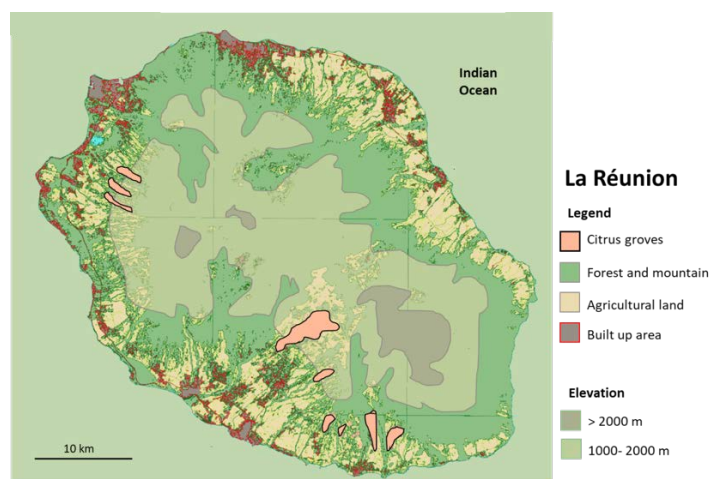 Indian
Ocean
La Réunion
Legend
Citrus groves
Forest and mountain
Agricultural land
Built up area
Elevation
> 2000 m
1000- 2000 m
10 km